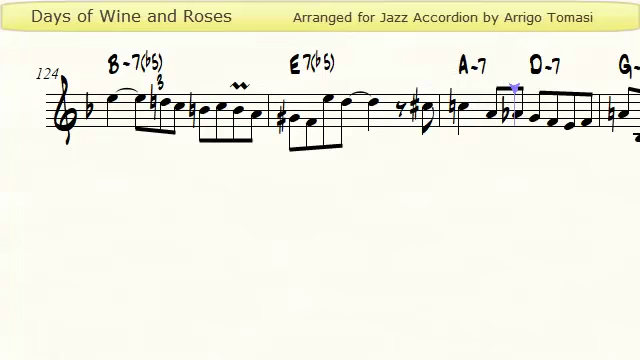 Days of Wine and Roses Arranged for Jazz Accordion by Arrigo Tomasi
B-7(b5) E7(b5) A-7 D-7 G-
124 3